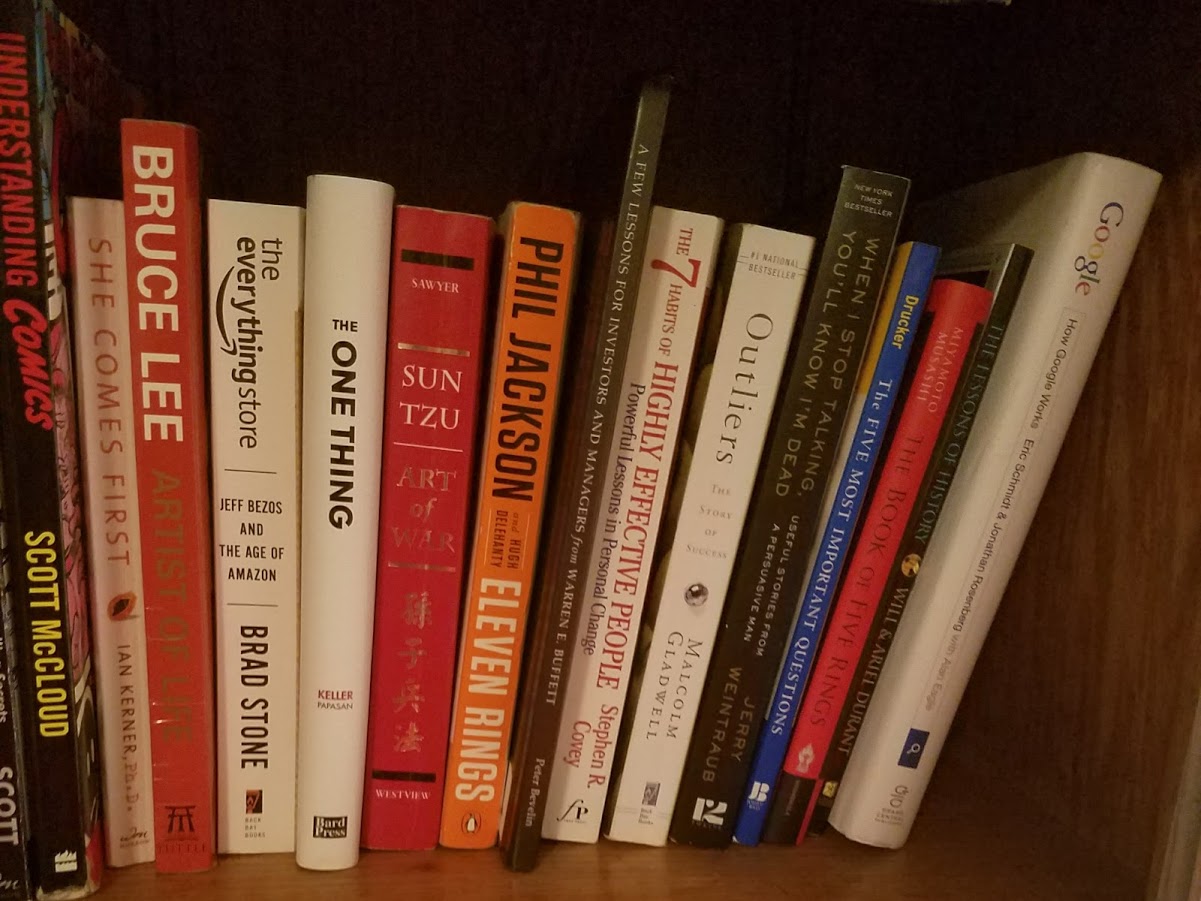 SCOTT
UNDERSTANDING COMICS
SCOTT McCLOUD
SHE COMES FIRST
IAN KERNER, Ph.D.
BRUCE LEE ARTIST OF LIFE
TUTTLE
the
everything
store
JEFF BEZOS
AND
THE AGE OF
AMAZON
BRAD STONE
BACK
BAY
BOOKS
THE ONE THING
KELLER
PAPASAN
Bard
Press
SAWYER
SUN
TZU
ART
of
WAR
孫子兵法
WESTVIEW
PHIL JACKSON
and HUGH
DELEHANTY
ELEVEN RINGS
A FEW LESSONS FOR INVESTORS AND MANAGERS from WARREN E. BUFFETT
Peter Bevelin
THE 7 HABITS OF HIGHLY EFFECTIVE PEOPLE
Powerful Lessons in Personal Change
Stephen R.
Covey
fP
#1 NATIONAL
BESTSELLER
Outliers
THE
STORY
OF
SUCCESS
MALCOLM
GLADWELL
Back
Bay
Books
NEW YORK
TIMES
BESTSELLER
WHEN I STOP TALKING,
YOU'LL KNOW I'M DEAD
USEFUL STORIES FROM
A PERSUASIVE MAN
JERRY
WEINTRAUB
Drucker
The FIVE MOST IMPORTANT QUESTIONS
MIYAMOTO
MUSASHI
THE BOOK OF FIVE RINGS
THE LESSONS OF HISTORY
WILL & ARIEL DURANT
Google
How Google Works
Eric Schmidt & Jonathan Rosenberg with Alan Eagle